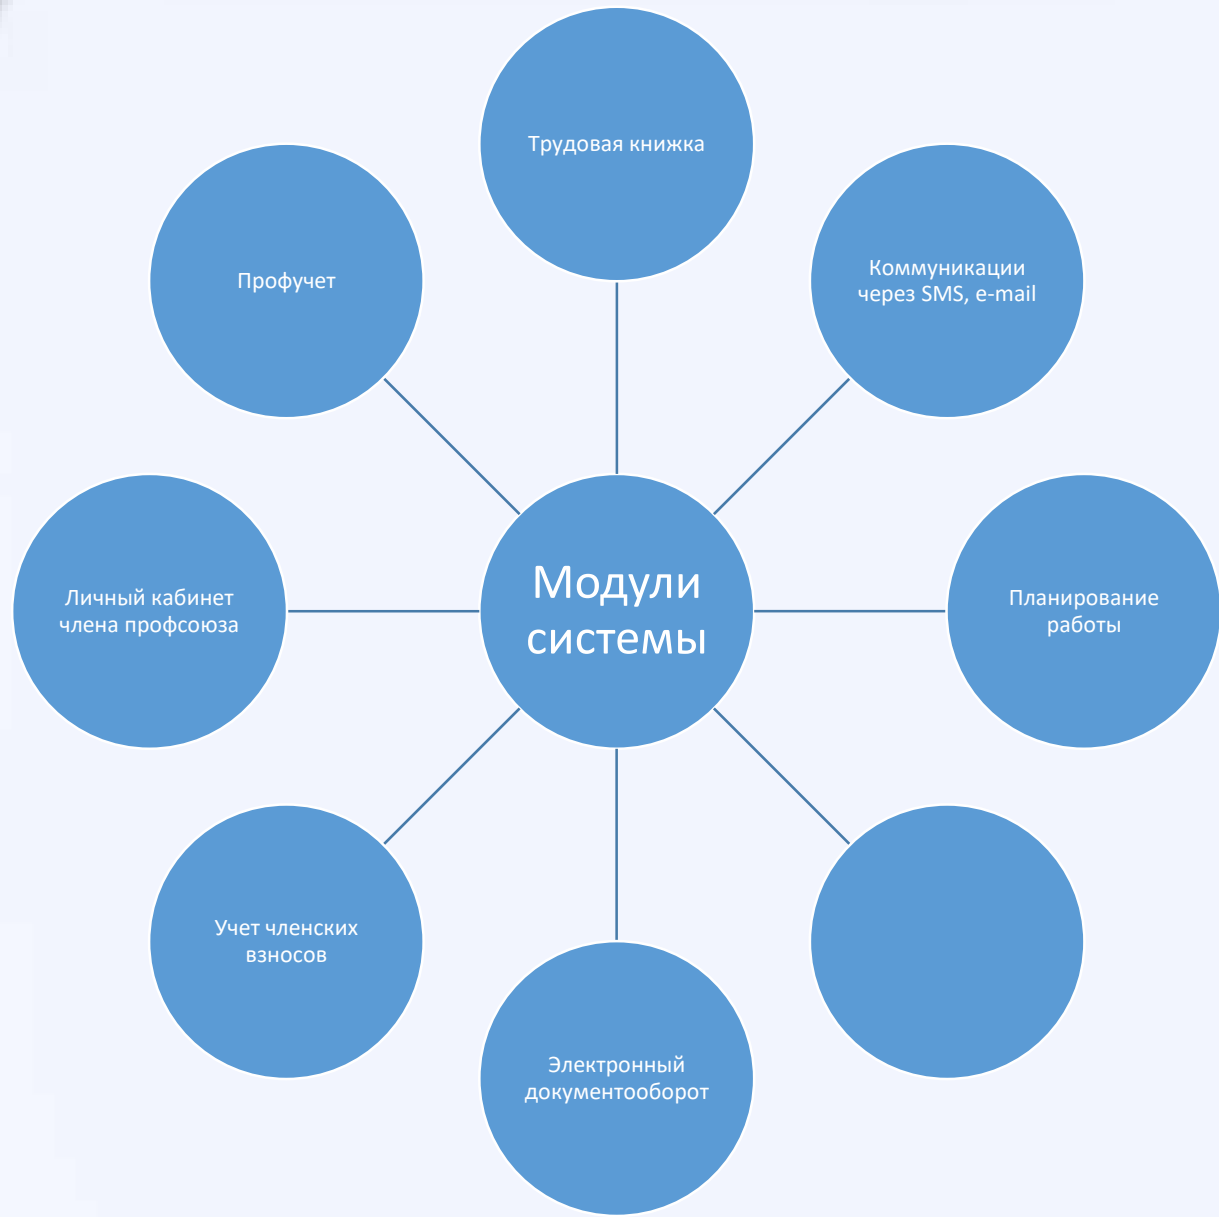 Трудовая книжка
Профучет
Коммуникации
через SMS, e-mail
Личный кабинет
члена профсоюза
Модули
системы
Планирование
работы
Учет членских
взносов
Электронный
документооборот